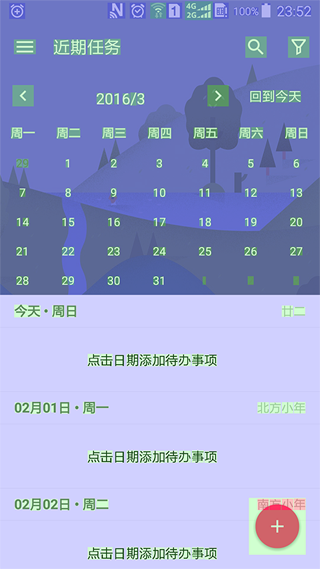 4G 2G 1 100% 23:52
近期任务
2016/3 回到今天
周一 周二 周三 周四 周五 周六 周日
1 2 3 4 5 6
7 8 9 10 11 12 13
14 15 16 17 18 19 20
21 22 23 24 25 26 27
28 29 30 31
今天・周日 廿二
点击日期添加待办事项
02月01日・周一 北方小年
点击日期添加待办事项
02月02日・周二 南方小年
点击日期添加待办事项